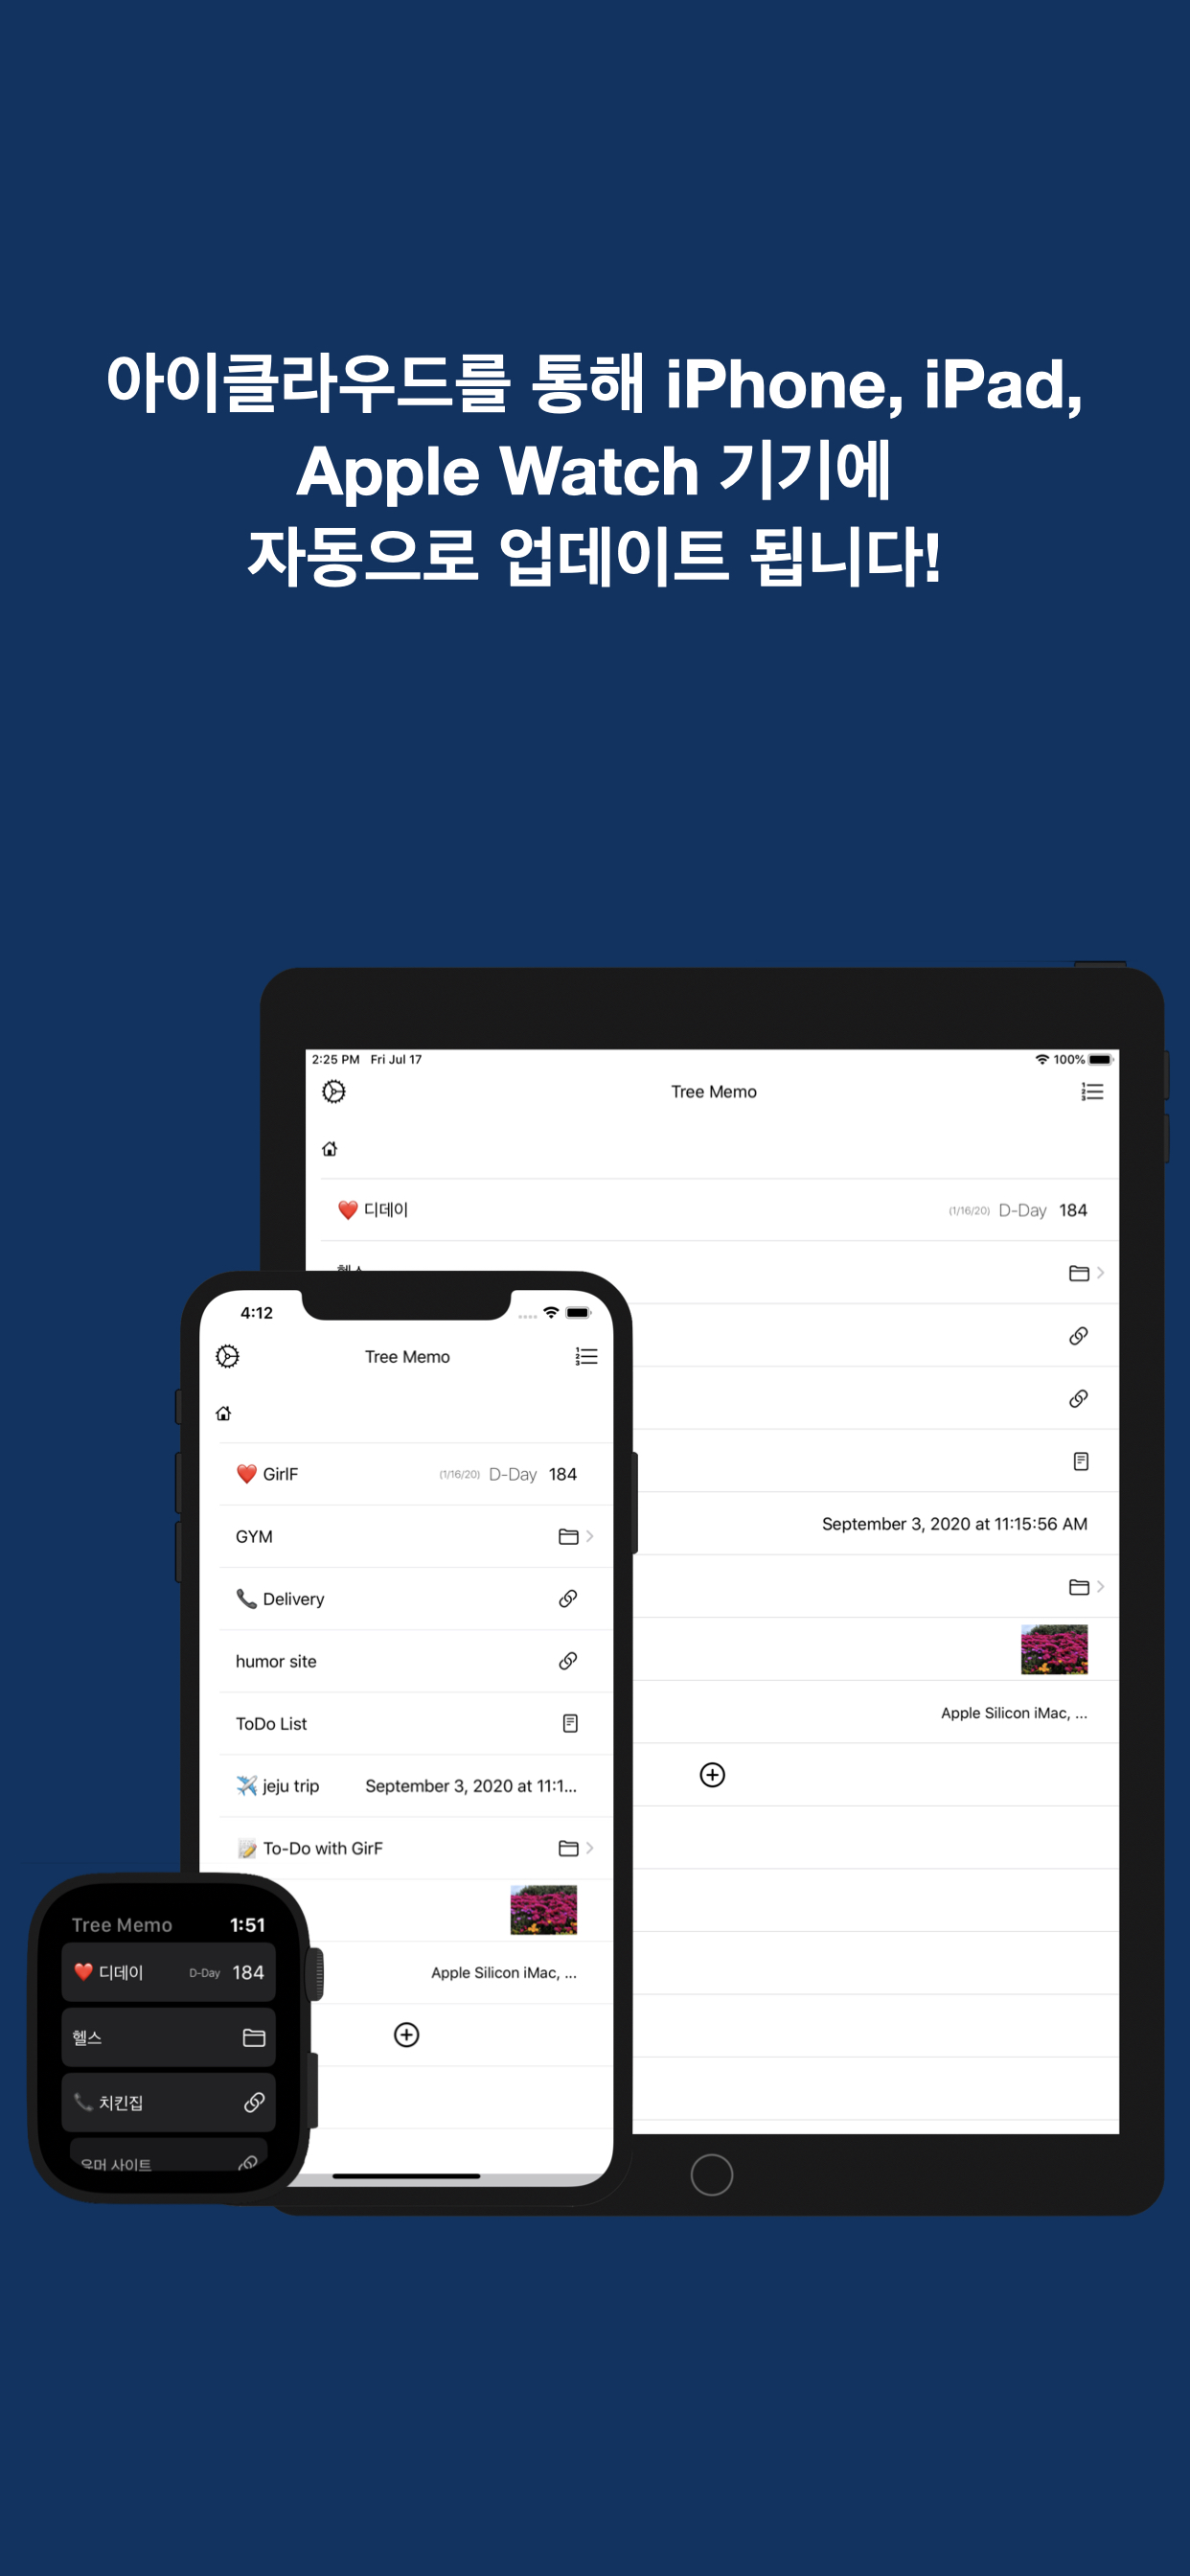 아이클라우드를 통해 iPhone, iPad,
Apple Watch 기기에
자동으로 업데이트 됩니다!
2:25 PM Fri Jul 17
100%
Tree Memo
❤️ 디데이 (1/16/20) D-Day 184
September 3, 2020 at 11:15:56 AM
Apple Silicon iMac, ...
4:12
Tree Memo
❤️ GirlF (1/16/20) D-Day 184
GYM
📞 Delivery
humor site
ToDo List
✈️ jeju trip September 3, 2020 at 11:1...
📝 To-Do with GirF
Apple Silicon iMac, ...
Tree Memo 1:51
❤️ 디데이 D-Day 184
헬스
📞 치킨집
유머 사이트